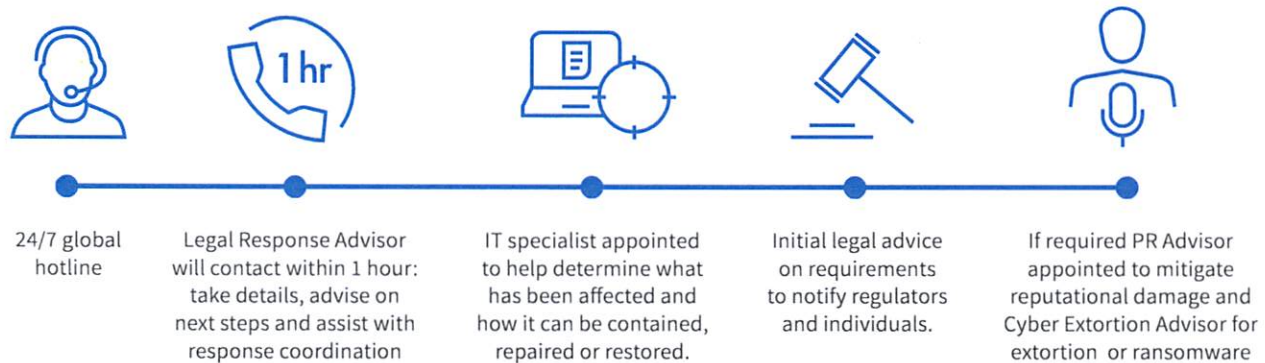 1 hr
24/7 global
hotline
Legal Response Advisor
will contact within 1 hour:
take details, advise on
next steps and assist with
response coordination
IT specialist appointed
to help determine what
has been affected and
how it can be contained,
repaired or restored.
Initial legal advice
on requirements
to notify regulators
and individuals.
If required PR Advisor
appointed to mitigate
reputational damage and
Cyber Extortion Advisor for
extortion or ransomware